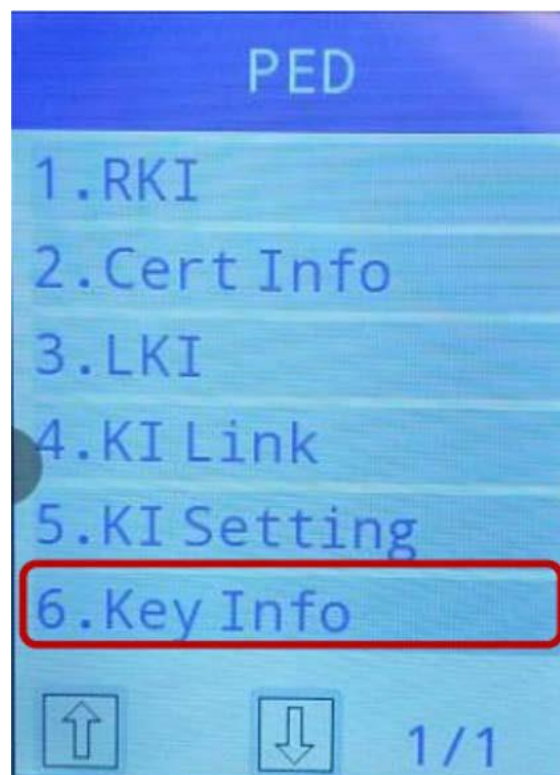 PED
1.RKI
2.Cert Info
3.LKI
4.KI Link
5.KI Setting
6.Key Info
1/1